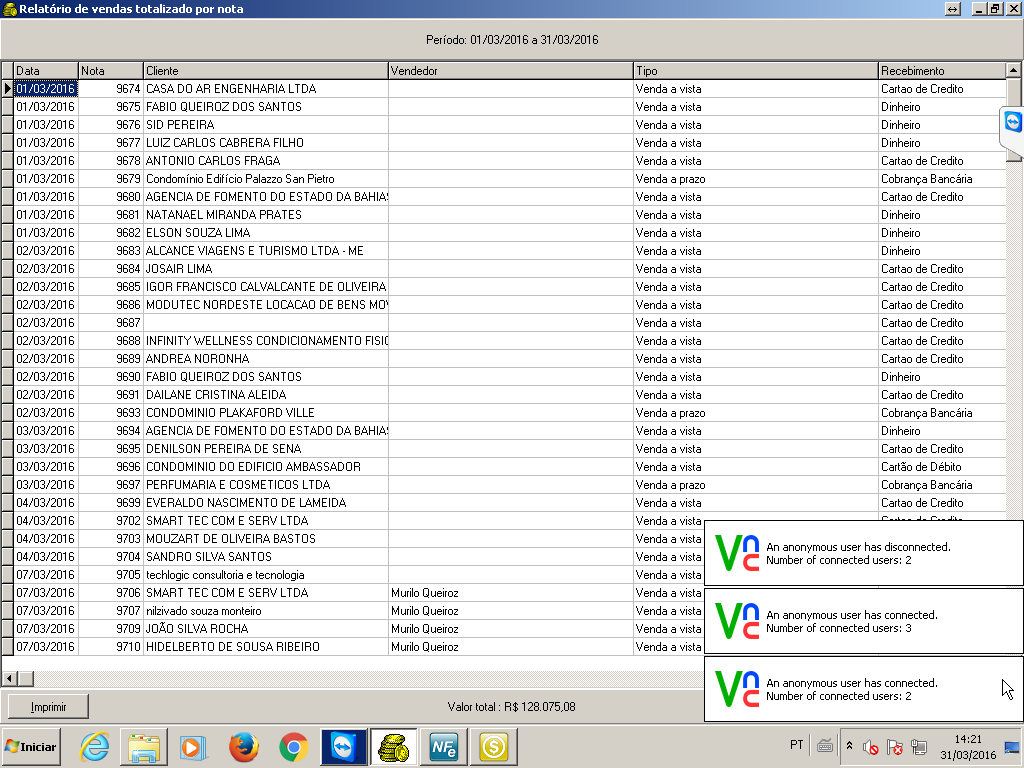 Relatório de vendas totalizado por nota
Período: 01/03/2016 a 31/03/2016
Data Nota Cliente Vendedor Tipo Recebimento
01/03/2016 9674 CASA DO AR ENGENHARIA LTDA Venda a vista Cartao de Credito
01/03/2016 9675 FABIO QUEIROZ DOS SANTOS Venda a vista Dinheiro
01/03/2016 9676 SID PEREIRA Venda a vista Dinheiro
01/03/2016 9677 LUIZ CARLOS CABRERA FILHO Venda a vista Dinheiro
01/03/2016 9678 ANTONIO CARLOS FRAGA Venda a vista Cartao de Credito
01/03/2016 9679 Condomínio Edifício Palazzo San Pietro Venda a prazo Cobrança Bancária
01/03/2016 9680 AGENCIA DE FOMENTO DO ESTADO DA BAHIA Venda a vista Cartao de Credito
01/03/2016 9681 NATANAEL MIRANDA PRATES Venda a vista Dinheiro
01/03/2016 9682 ELSON SOUZA LIMA Venda a vista Dinheiro
02/03/2016 9683 ALCANCE VIAGENS E TURISMO LTDA - ME Venda a vista Dinheiro
02/03/2016 9684 JOSAIR LIMA Venda a vista Cartao de Credito
02/03/2016 9685 IGOR FRANCISCO CALVALCANTE DE OLIVEIRA Venda a vista Cartao de Credito
02/03/2016 9686 MODUTEC NORDESTE LOCACAO DE BENS MOV Venda a vista Cartao de Credito
02/03/2016 9687 Venda a vista Cartao de Credito
02/03/2016 9688 INFINITY WELLNESS CONDICIONAMENTO FISIC Venda a vista Cartao de Credito
02/03/2016 9689 ANDREA NORONHA Venda a vista Cartao de Credito
02/03/2016 9690 FABIO QUEIROZ DOS SANTOS Venda a vista Dinheiro
02/03/2016 9691 DAILANE CRISTINA ALEIDA Venda a vista Cartao de Credito
02/03/2016 9693 CONDOMINIO PLAKAFORD VILLE Venda a prazo Cobrança Bancária
03/03/2016 9694 AGENCIA DE FOMENTO DO ESTADO DA BAHIA Venda a vista Dinheiro
03/03/2016 9695 DENILSON PEREIRA DE SENA Venda a vista Cartao de Credito
03/03/2016 9696 CONDOMINIO DO EDIFICIO AMBASSADOR Venda a vista Cartão de Débito
03/03/2016 9697 PERFUMARIA E COSMETICOS LTDA Venda a prazo Cobrança Bancária
04/03/2016 9699 EVERALDO NASCIMENTO DE LAMEIDA Venda a vista Cartao de Credito
04/03/2016 9702 SMART TEC COM E SERV LTDA Venda a vista Cartao de Credito
04/03/2016 9703 MOUZART DE OLIVEIRA BASTOS Venda a vista
04/03/2016 9704 SANDRO SILVA SANTOS Venda a vista
07/03/2016 9705 techlogic consultoria e tecnologia Venda a vista
07/03/2016 9706 SMART TEC COM E SERV LTDA Murilo Queiroz Venda a vista
07/03/2016 9707 nilzivado souza monteiro Murilo Queiroz Venda a vista
07/03/2016 9709 JOÃO SILVA ROCHA Murilo Queiroz Venda a vista
07/03/2016 9710 HIDELBERTO DE SOUSA RIBEIRO Murilo Queiroz Venda a vista
VNC An anonymous user has disconnected.
Number of connected users: 2
VNC An anonymous user has connected.
Number of connected users: 3
VNC An anonymous user has connected.
Number of connected users: 2
Imprimir Valor total : R$ 128.075,08
Iniciar NFe PT 14:21
31/03/2016